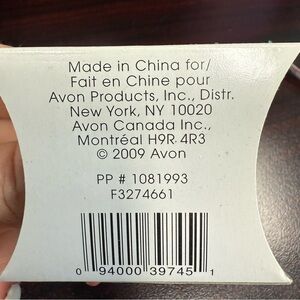 Made in China for/
Fait en Chine pour
Avon Products, Inc., Distr.
New York, NY 10020
Avon Canada Inc.,
Montréal H9R 4R3
© 2009 Avon
PP # 1081993
F3274661
0 94000 39745 1